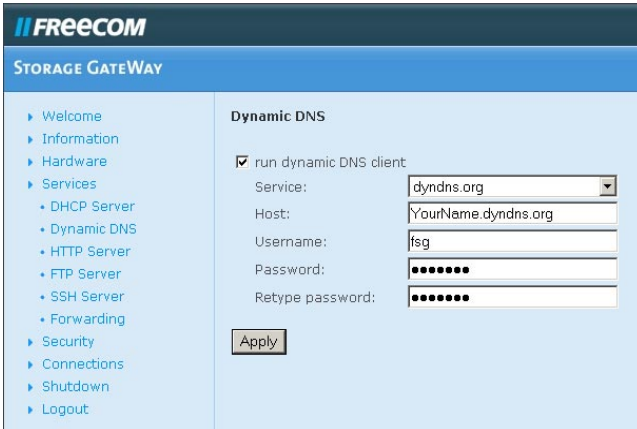 FREECOM
STORAGE GATEWAY
Welcome
Information
Hardware
Services
DHCP Server
Dynamic DNS
HTTP Server
FTP Server
SSH Server
Forwarding
Security
Connections
Shutdown
Logout
Dynamic DNS
run dynamic DNS client
Service: dyndns.org
Host: YourName.dyndns.org
Username: fsg
Password: ●●●●●●●
Retype password: ●●●●●●●
Apply